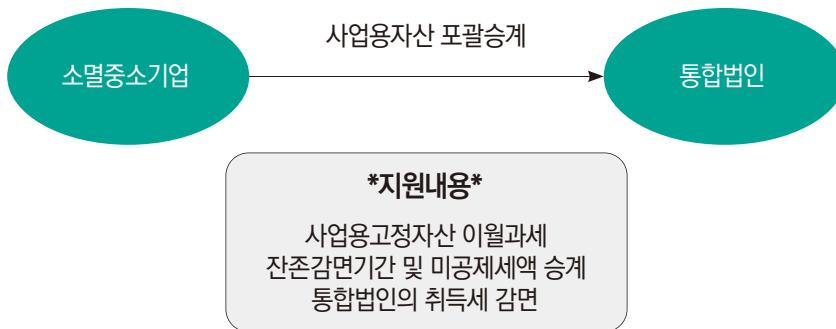 사업용자산 포괄승계
소멸중소기업
통합법인
*지원내용*
사업용고정자산 이월과세
잔존감면기간 및 미공제세액 승계
통합법인의 취득세 감면